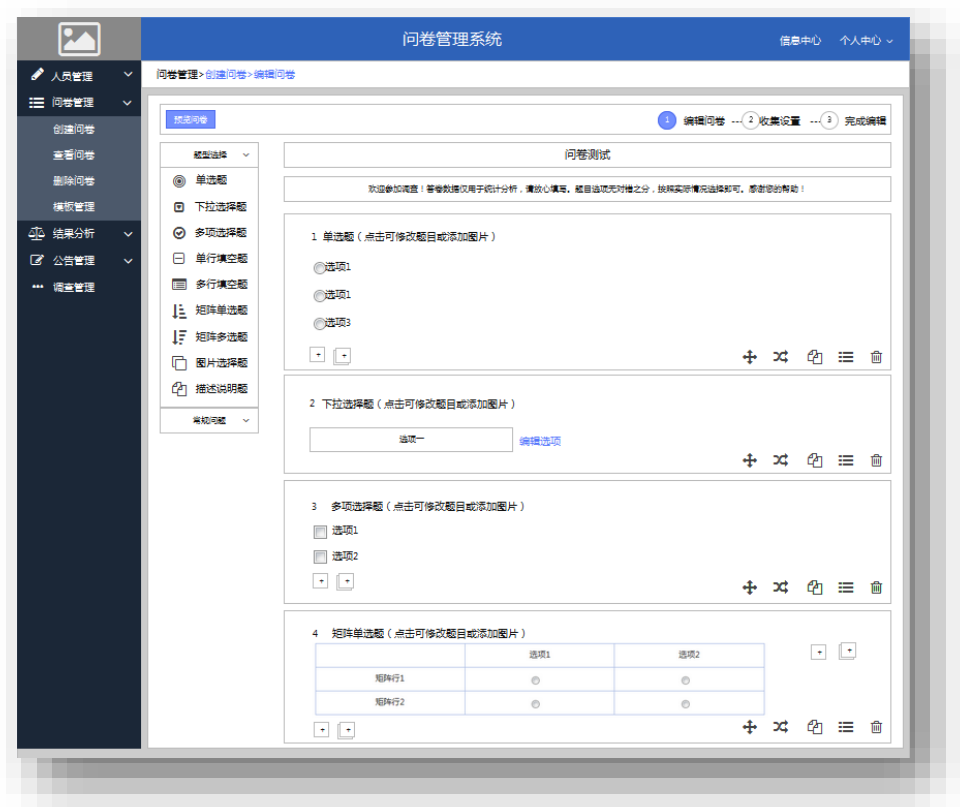 问卷管理系统
信息中心 个人中心
人员管理
问卷管理
创建问卷
查看问卷
删除问卷
模板管理
结果分析
公告管理
调查管理
问卷管理>创建问卷>编辑问卷
预览问卷
1 编辑问卷 ---2收集设置 ---3 完成编辑
题型选择
单选题
下拉选择题
多项选择题
单行填空题
多行填空题
矩阵单选题
矩阵多选题
图片选择题
描述说明题
常规问题
问卷测试
欢迎参加调查！答卷数据仅用于统计分析，请放心填写。题目选项无对错之分，按照实际情况选择即可。感谢您的帮助！
1 单选题（点击可修改题目或添加图片）
选项1
选项1
选项3
+ +
2 下拉选择题（点击可修改题目或添加图片）
选项一 编辑选项
3 多项选择题（点击可修改题目或添加图片）
选项1
选项2
+ +
4 矩阵单选题（点击可修改题目或添加图片）
选项1 选项2
+ +
矩阵行1
矩阵行2
+ +